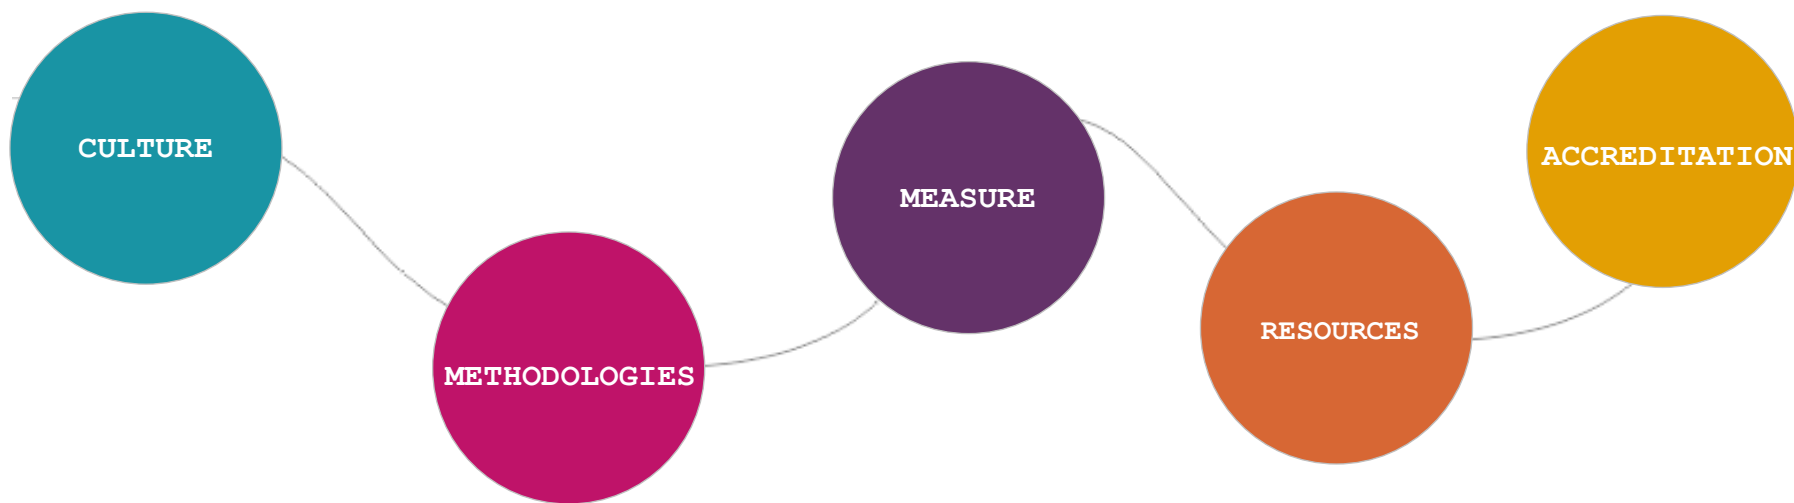 CULTURE
METHODOLOGIES
MEASURE
RESOURCES
ACCREDITATION